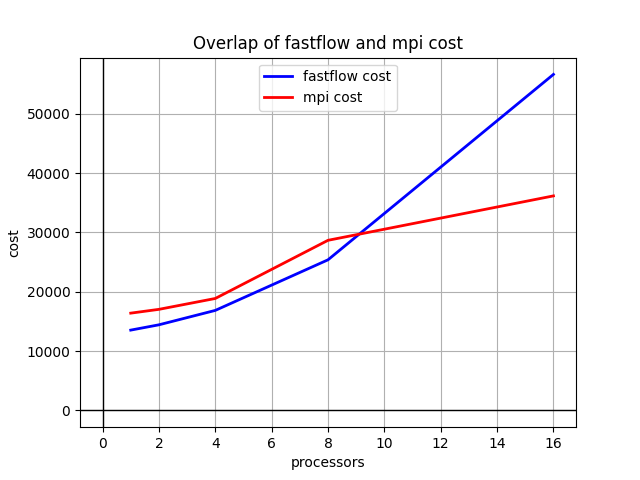 Overlap of fastflow and mpi cost
fastflow cost
mpi cost
50000
40000
30000
20000
10000
0
cost
0 2 4 6 8 10 12 14 16
processors